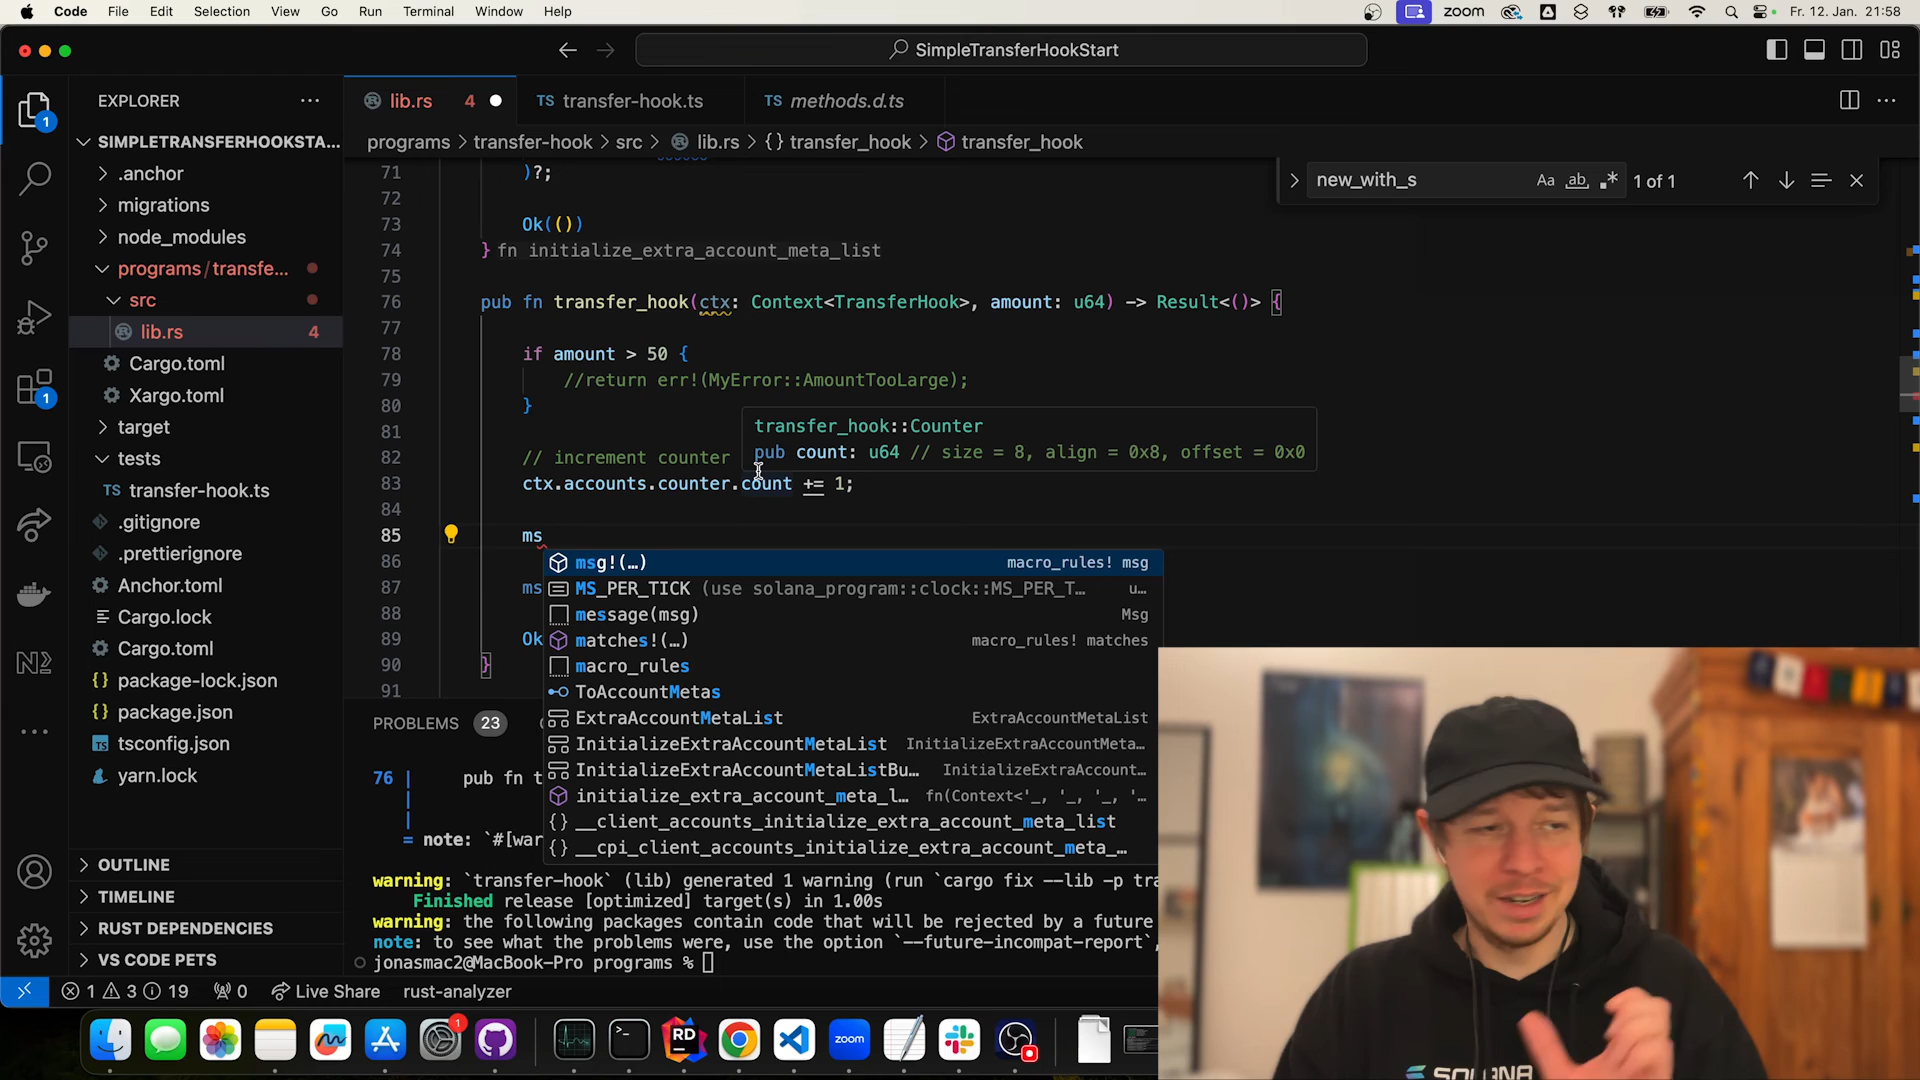 Code File Edit Selection View Go Run Terminal Window Help
zoom Fr. 12. Jan. 21:58
SimpleTransferHookStart
EXPLORER
SIMPLETRANSFERHOOKSTA...
.anchor
migrations
node_modules
programs/transfe...
src
lib.rs 4
Cargo.toml
Xargo.toml
target
tests
TS transfer-hook.ts
.gitignore
.prettierignore
Anchor.toml
Cargo.lock
Cargo.toml
{} package-lock.json
{} package.json
TS tsconfig.json
yarn.lock
OUTLINE
TIMELINE
RUST DEPENDENCIES
VS CODE PETS
1
1
lib.rs 4
TS transfer-hook.ts
TS methods.d.ts
programs > transfer-hook > src > lib.rs > {} transfer_hook > transfer_hook
new_with_s Aa ab 1 of 1
71 )?;
72
73 Ok(())
74 } fn initialize_extra_account_meta_list
75
76 pub fn transfer_hook(ctx: Context<TransferHook>, amount: u64) -> Result<()> {
77
78 if amount > 50 {
79 //return err!(MyError::AmountTooLarge);
80 }
81
82 // increment counter
83 ctx.accounts.counter.count += 1;
84
85 ms
86
87 ms
88
89 Ok
90 }
91
transfer_hook::Counter
pub count: u64 // size = 8, align = 0x8, offset = 0x0
msg!(…) macro_rules! msg
MS_PER_TICK (use solana_program::clock::MS_PER_T… u…
message(msg) Msg
matches!(…) macro_rules! matches
macro_rules
ToAccountMetas
ExtraAccountMetaList ExtraAccountMetaList
InitializeExtraAccountMetaList InitializeExtraAccountMeta…
InitializeExtraAccountMetaListBu… InitializeExtraAccount…
initialize_extra_account_meta_l… fn(Context<'_, '_, '_, '…
{} __client_accounts_initialize_extra_account_meta_list
{} __cpi_client_accounts_initialize_extra_account_meta_…
PROBLEMS 23
76 | pub fn t
= note: `#[war
warning: `transfer-hook` (lib) generated 1 warning (run `cargo fix --lib -p tra
Finished release [optimized] target(s) in 1.00s
warning: the following packages contain code that will be rejected by a future
note: to see what the problems were, use the option `--future-incompat-report`,
jonasmac2@MacBook-Pro programs %
1 3 19 0 Live Share rust-analyzer
1
RD
zoom
SOLANA